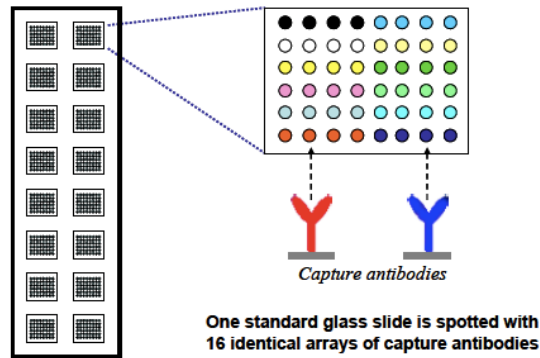 Capture antibodies
One standard glass slide is spotted with
16 identical arrays of capture antibodies